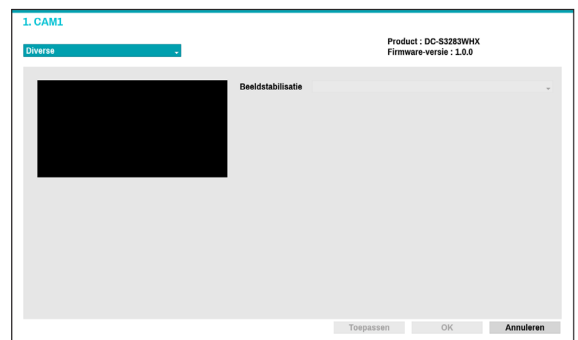 1. CAM1
Diverse
Product : DC-S3283WHX
Firmware-versie : 1.0.0
Beeldstabilisatie
Toepassen OK Annuleren